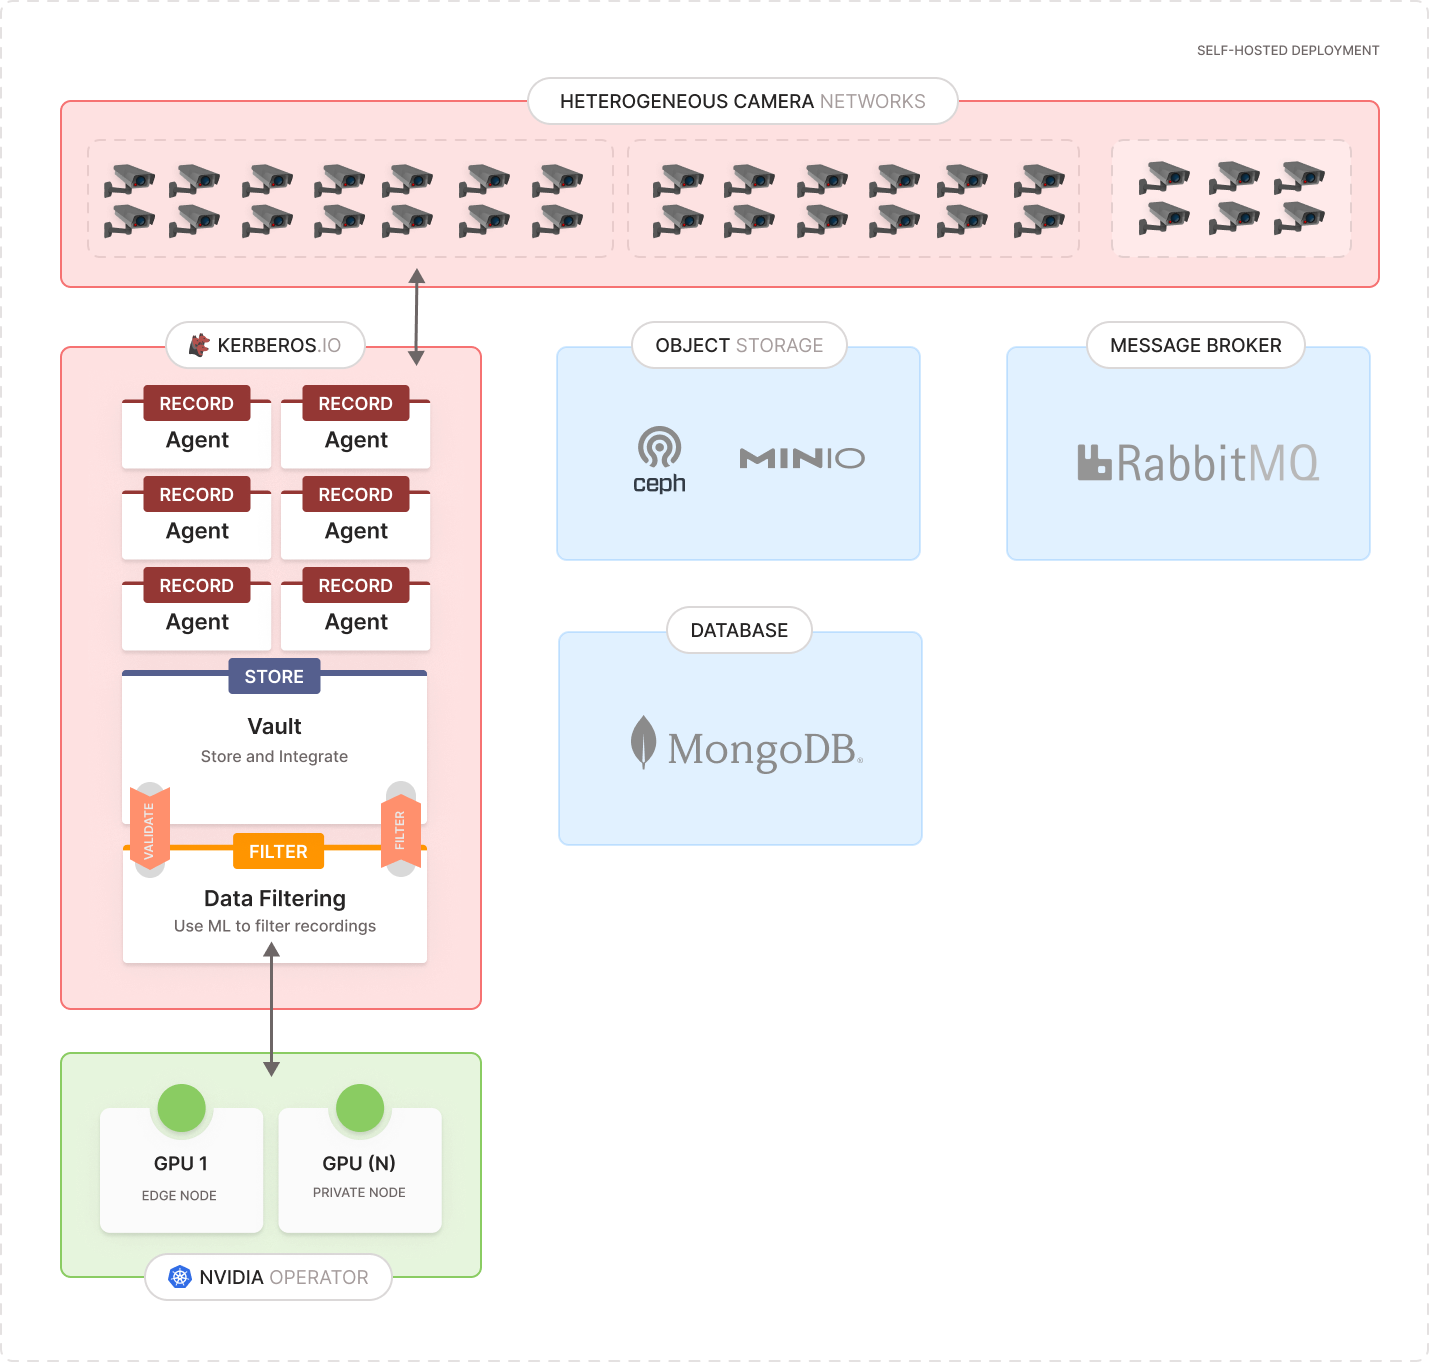 SELF-HOSTED DEPLOYMENT
HETEROGENEOUS CAMERA NETWORKS
KERBEROS.IO
RECORD
Agent
RECORD
Agent
RECORD
Agent
RECORD
Agent
RECORD
Agent
RECORD
Agent
STORE
Vault
Store and Integrate
VALIDATE
FILTER
FILTER
Data Filtering
Use ML to filter recordings
GPU 1
EDGE NODE
GPU (N)
PRIVATE NODE
NVIDIA OPERATOR
OBJECT STORAGE
ceph
MINIO
MESSAGE BROKER
RabbitMQ
DATABASE
MongoDB®